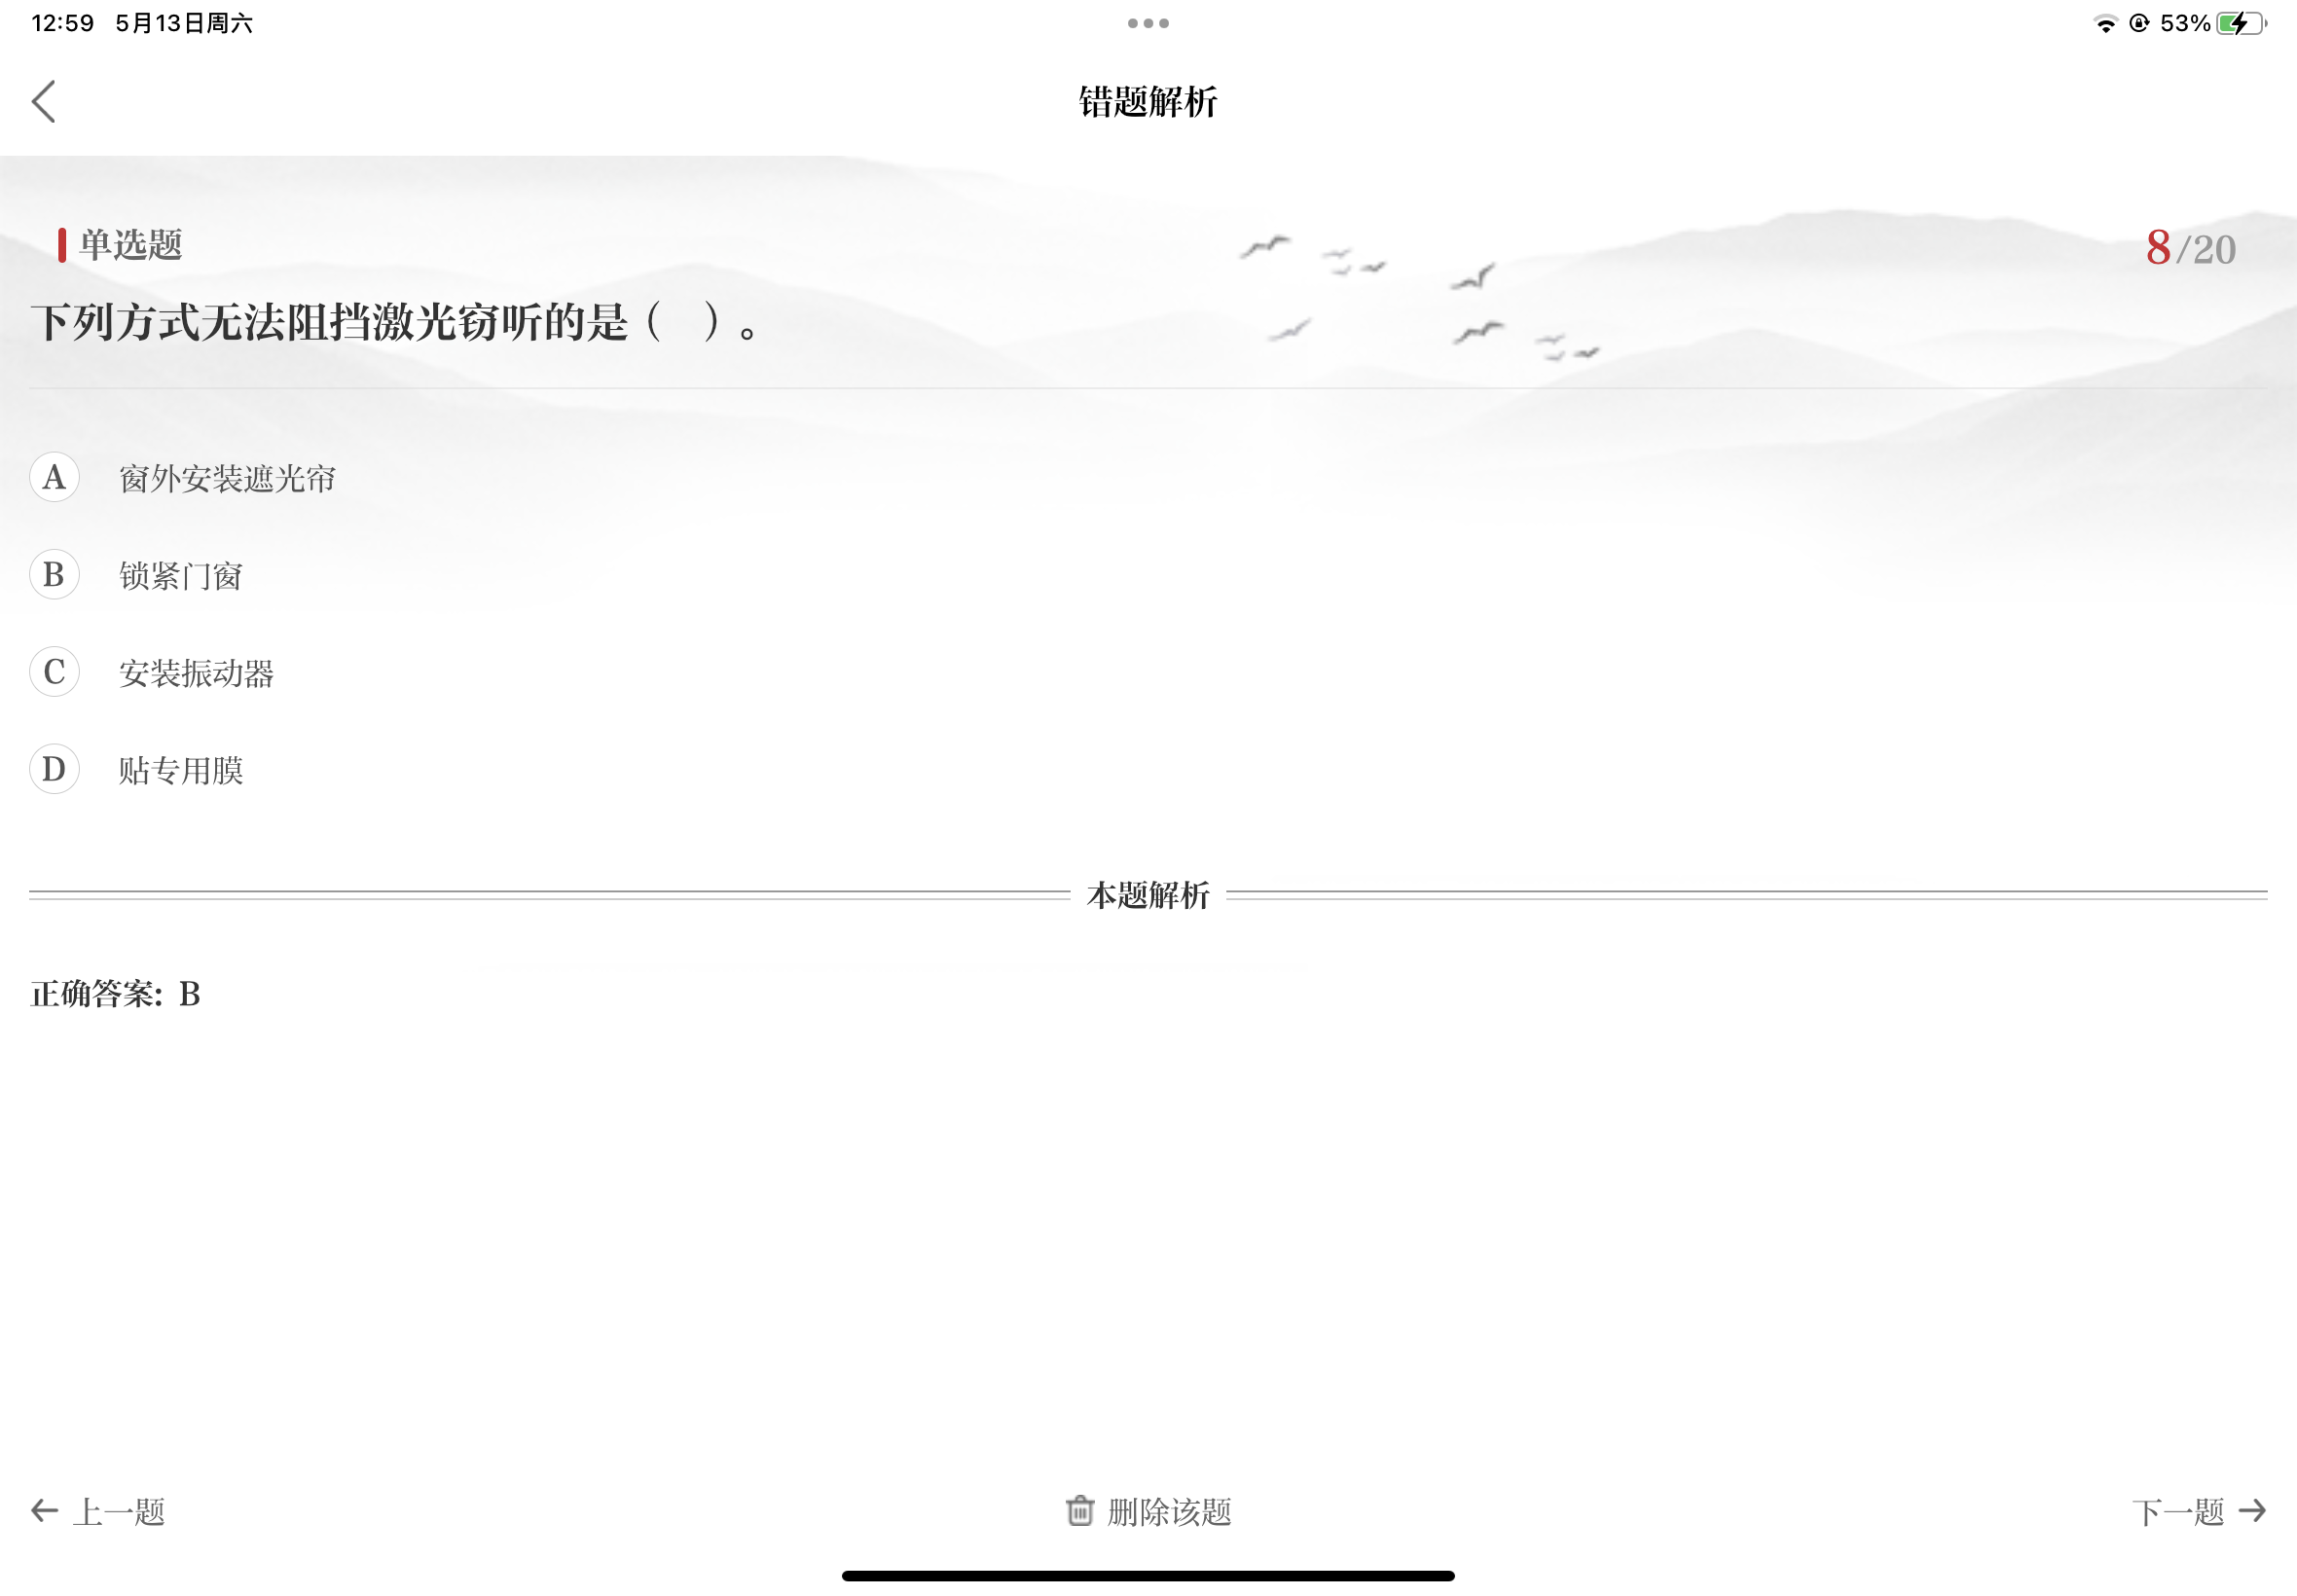 12:59 5月13日周六
53%
错题解析
单选题
8/20
下列方式无法阻挡激光窃听的是（ ）。
A 窗外安装遮光帘
B 锁紧门窗
C 安装振动器
D 贴专用膜
本题解析
正确答案: B
上一题
删除该题
下一题